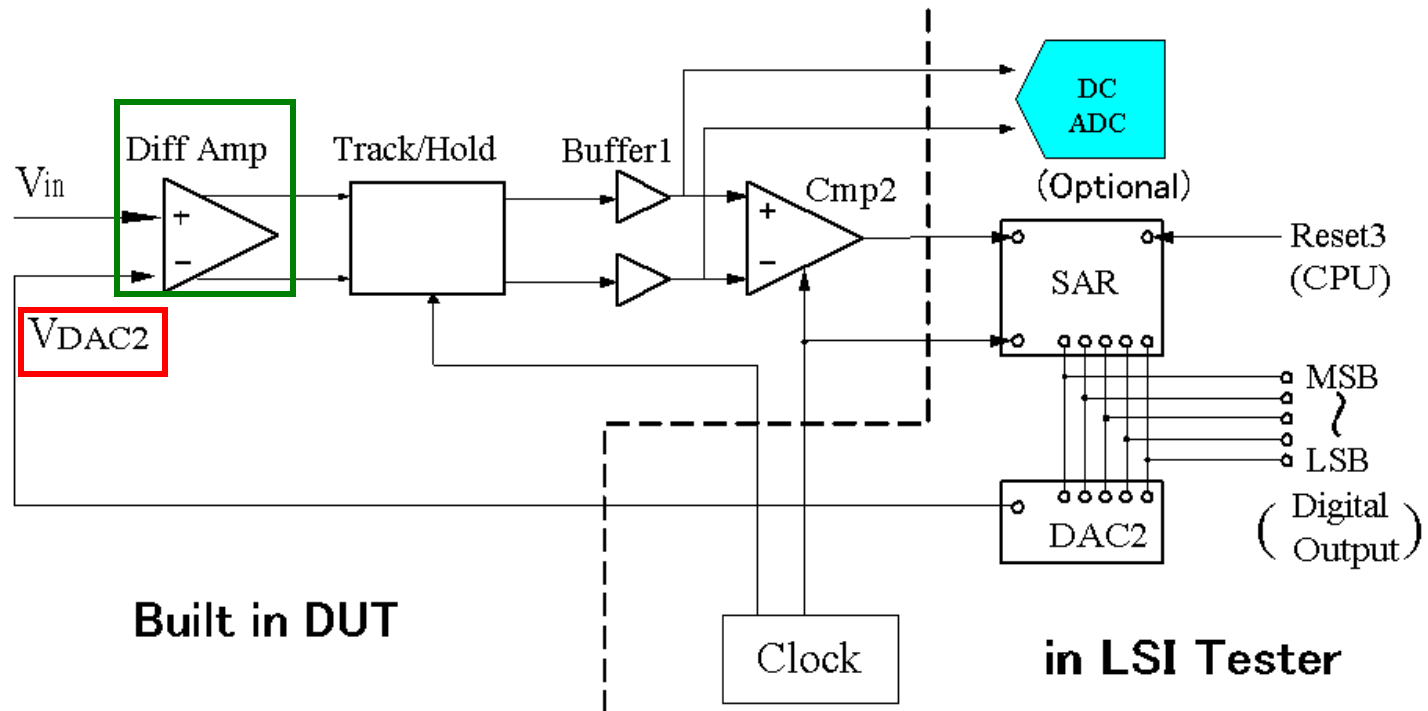 DC
ADC
(Optional)
Diff Amp
Track/Hold
Buffer1
Vin
+
−
Cmp2
+
−
VDAC2
SAR
Reset3
(CPU)
MSB
~
LSB
DAC2
( Digital
Output )
Built in DUT
Clock
in LSI Tester